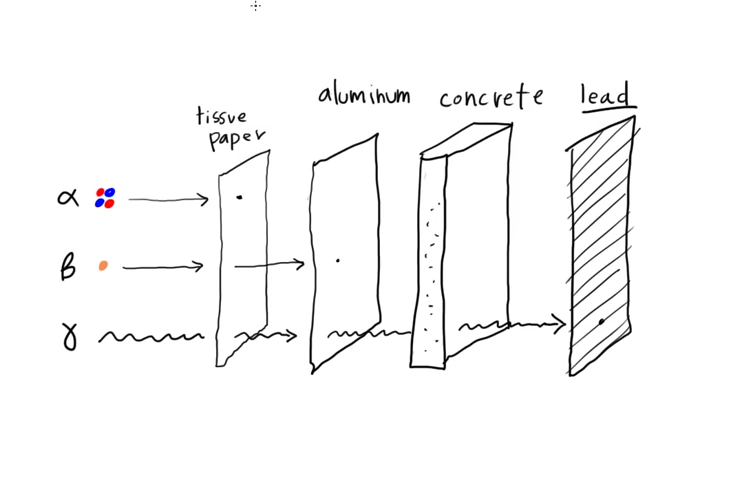 tissue
paper
aluminum
concrete
lead
α
β
γ